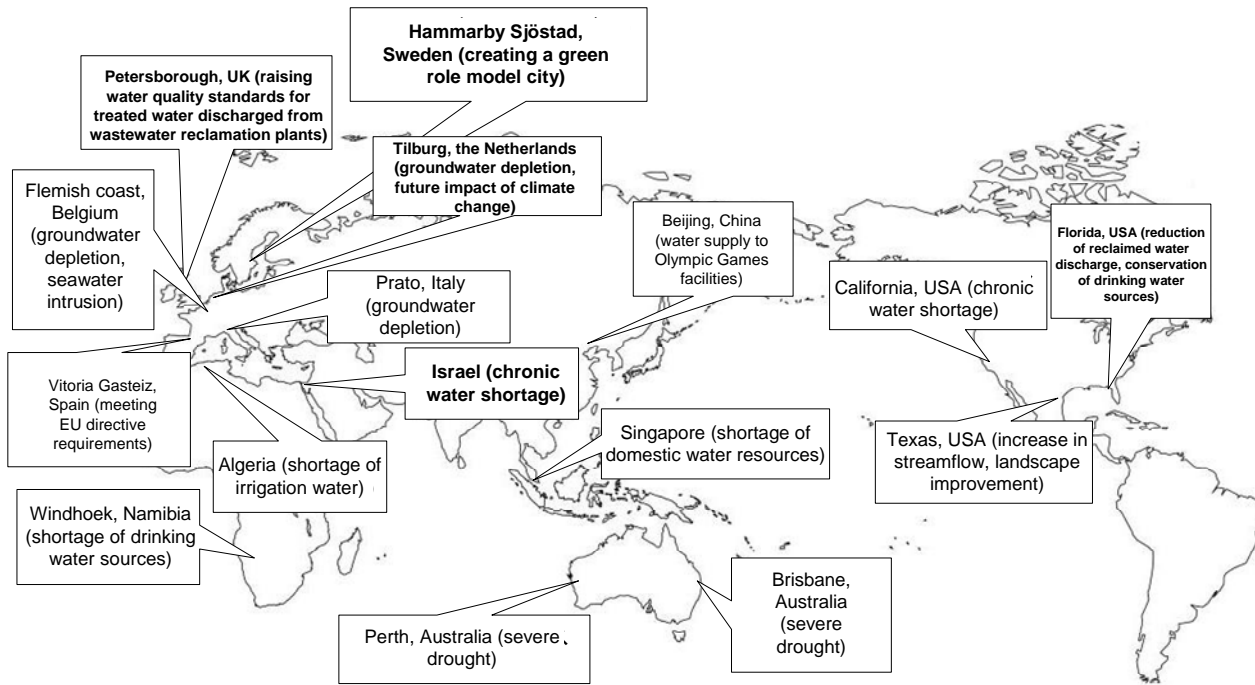 Hammarby Sjöstad,
Sweden (creating a green
role model city)
Petersborough, UK (raising
water quality standards for
treated water discharged from
wastewater reclamation plants)
Tilburg, the Netherlands
(groundwater depletion,
future impact of climate
change)
Flemish coast,
Belgium
(groundwater
depletion,
seawater
intrusion)
Beijing, China
(water supply to
Olympic Games
facilities)
Florida, USA (reduction
of reclaimed water
discharge, conservation
of drinking water
sources)
California, USA (chronic
water shortage)
Prato, Italy
(groundwater
depletion)
Israel (chronic
water shortage)
Vitoria Gasteiz,
Spain (meeting
EU directive
requirements)
Algeria (shortage of
irrigation water)
Singapore (shortage of
domestic water resources)
Texas, USA (increase in
streamflow, landscape
improvement)
Windhoek, Namibia
(shortage of drinking
water sources)
Perth, Australia (severe
drought)
Brisbane,
Australia
(severe
drought)